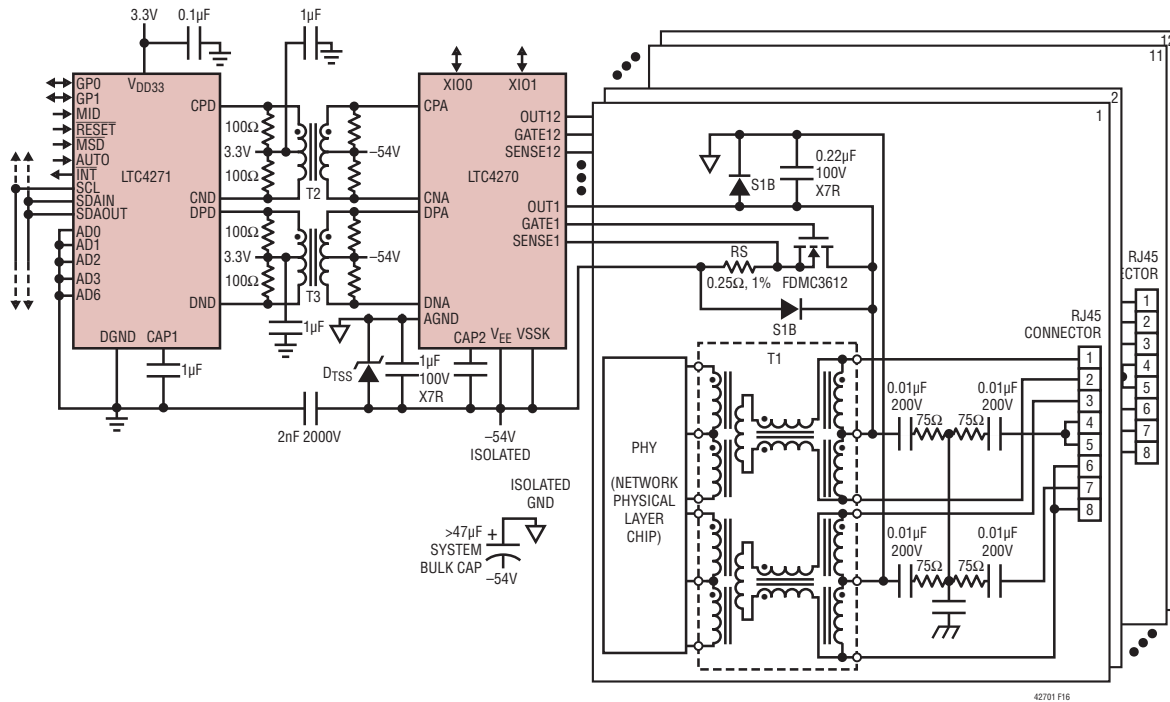 3.3V
0.1µF
1µF
VDD33
GP0
GP1
MID
RESET
MSD
AUTO
INT
SCL
SDAIN
SDAOUT
AD0
AD1
AD2
AD3
AD6
LTC4271
CPD
CND
DPD
DND
DGND
CAP1
1µF
100Ω
3.3V
100Ω
T2
–54V
100Ω
3.3V
100Ω
T3
–54V
1µF
XIO0
XIO1
CPA
LTC4270
CNA
DPA
DNA
AGND
CAP2
VEE
VSSK
OUT12
GATE12
SENSE12
OUT1
GATE1
SENSE1
DTSS
1µF
100V
X7R
2nF 2000V
–54V
ISOLATED
ISOLATED
GND
>47µF
SYSTEM
BULK CAP
+
–54V
12
11
2
1
S1B
0.22µF
100V
X7R
RS
0.25Ω, 1%
FDMC3612
S1B
T1
PHY
(NETWORK
PHYSICAL
LAYER
CHIP)
0.01µF
200V
75Ω
75Ω
0.01µF
200V
0.01µF
200V
75Ω
75Ω
0.01µF
200V
RJ45
CONNECTOR
1
2
3
4
5
6
7
8
RJ45
ECTOR
1
2
3
4
5
6
7
8
42701 F16